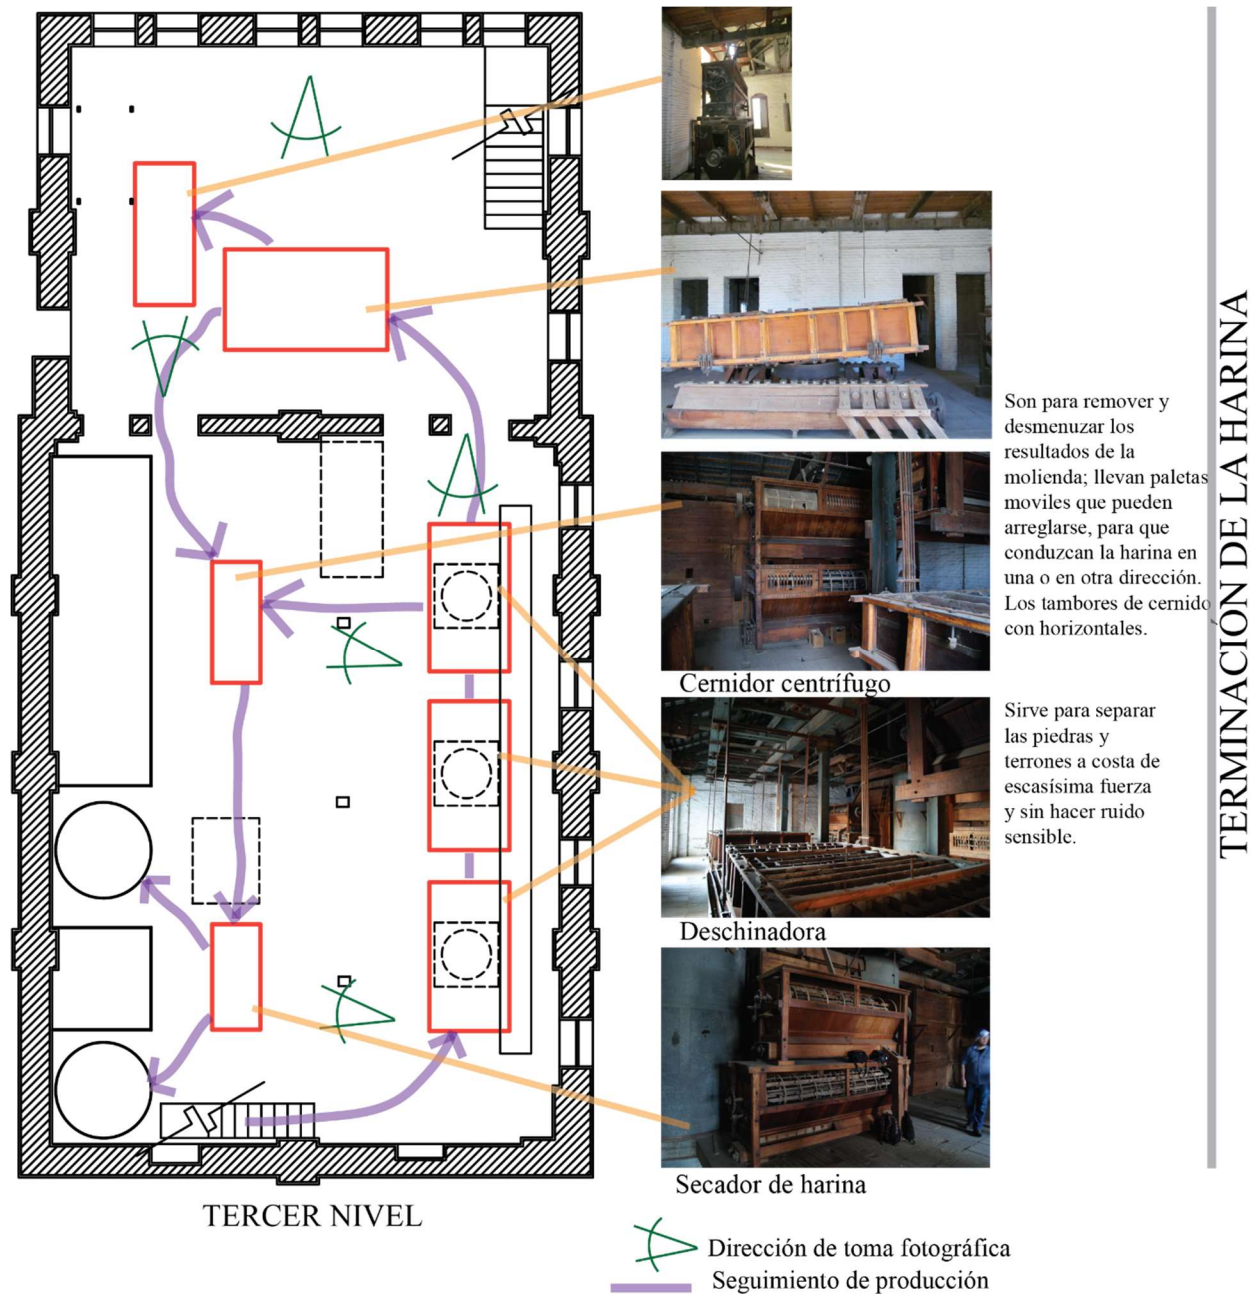 Son para remover y
desmenuzar los
resultados de la
molienda; llevan paletas
moviles que pueden
arreglarse, para que
conduzcan la harina en
una o en otra dirección.
Los tambores de cernido
con horizontales.
Cernidor centrífugo
Sirve para separar
las piedras y
terrones a costa de
escasísima fuerza
y sin hacer ruido
sensible.
Deschinadora
Secador de harina
TERCER NIVEL
Dirección de toma fotográfica
Seguimiento de producción
TERMINACIÓN DE LA HARINA